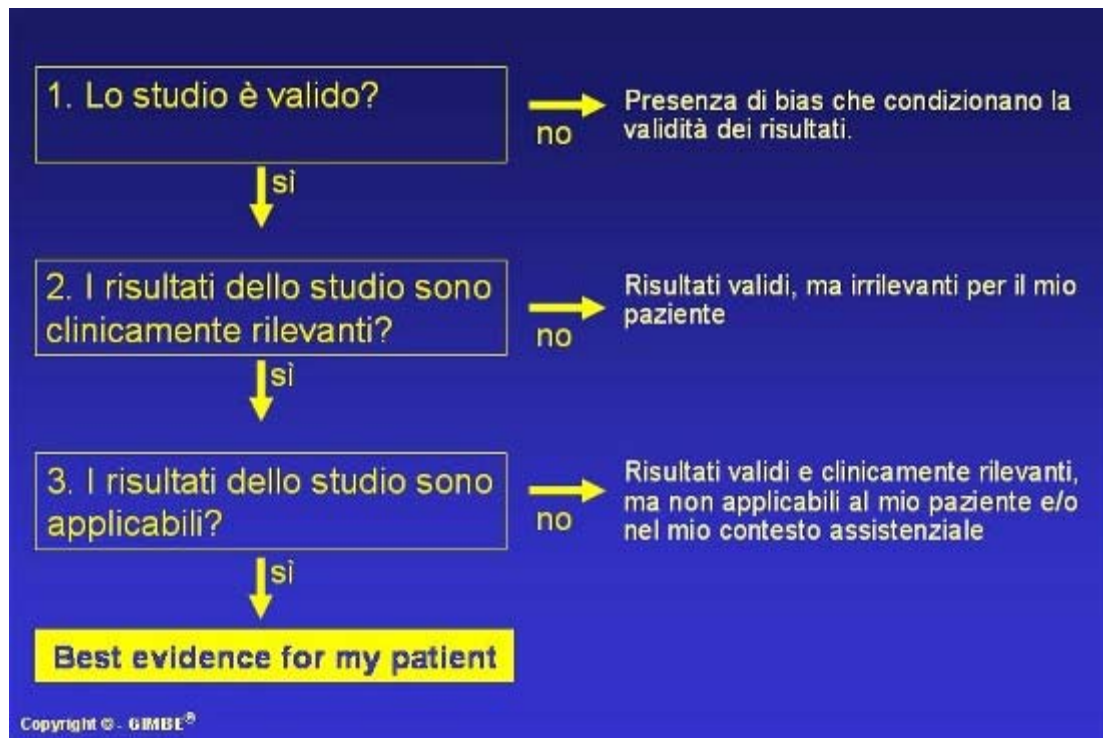 1. Lo studio è valido?
no
Presenza di bias che condizionano la
validità dei risultati.
sì
2. I risultati dello studio sono
clinicamente rilevanti?
no
Risultati validi, ma irrilevanti per il mio
paziente
sì
3. I risultati dello studio sono
applicabili?
no
Risultati validi e clinicamente rilevanti,
ma non applicabili al mio paziente e/o
nel mio contesto assistenziale
sì
Best evidence for my patient
Copyright © - GIMBE®